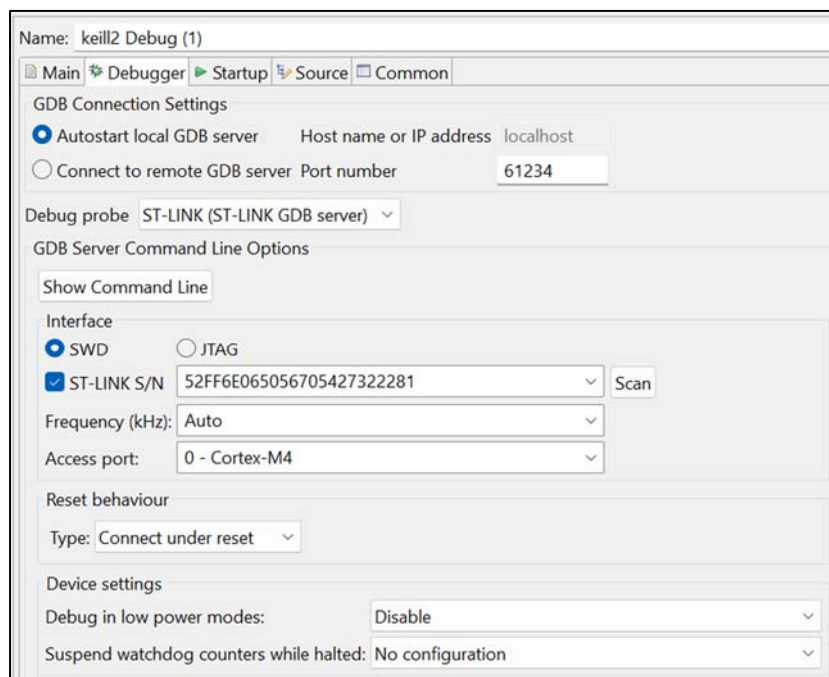 Name: keill2 Debug (1)
Main Debugger Startup Source Common
GDB Connection Settings
Autostart local GDB server Host name or IP address localhost
Connect to remote GDB server Port number 61234
Debug probe ST-LINK (ST-LINK GDB server)
GDB Server Command Line Options
Show Command Line
Interface
SWD JTAG
ST-LINK S/N 52FF6E065056705427322281 Scan
Frequency (kHz): Auto
Access port: 0 - Cortex-M4
Reset behaviour
Type: Connect under reset
Device settings
Debug in low power modes: Disable
Suspend watchdog counters while halted: No configuration